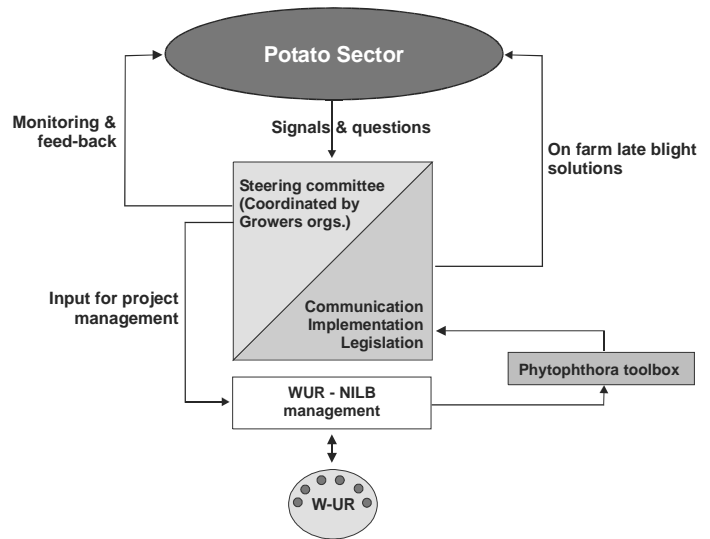 Potato Sector
Monitoring &
feed-back
Signals & questions
On farm late blight
solutions
Steering committee
(Coordinated by
Growers orgs.)
Input for project
management
Communication
Implementation
Legislation
Phytophthora toolbox
WUR - NILB
management
W-UR